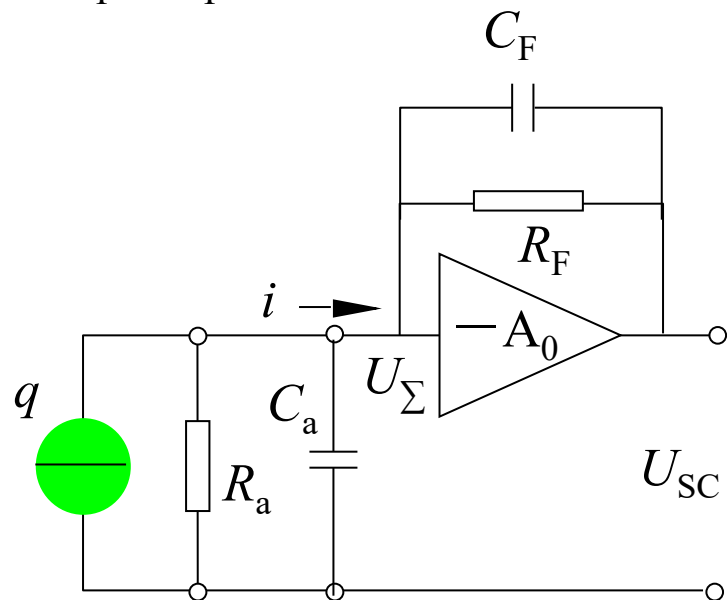 C_F
R_F
i
— A_0
U_Σ
q
C_a
R_a
U_SC